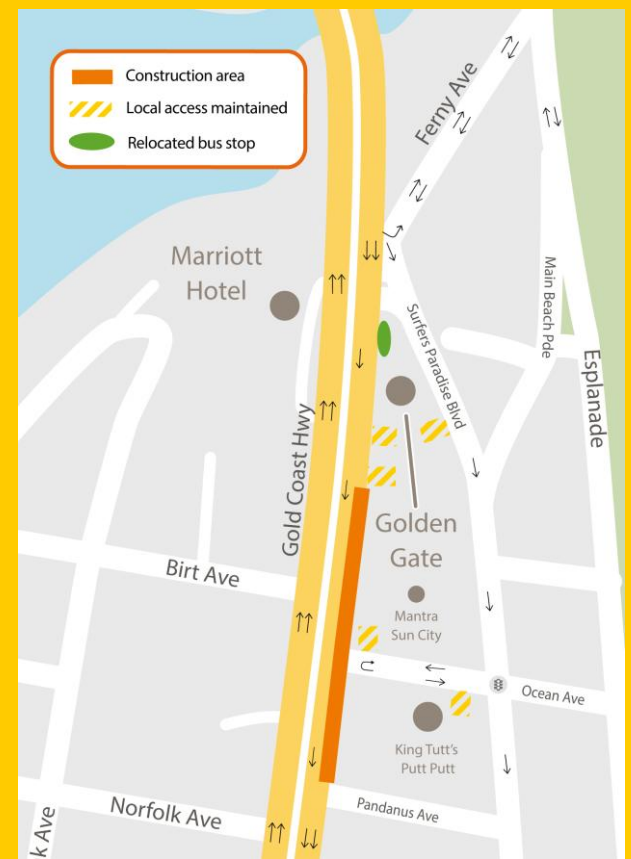 Construction area
Local access maintained
Relocated bus stop
Ferny Ave
Marriott
Hotel
Main Beach Pde
Surfers Paradise Blvd
Esplanade
Gold Coast Hwy
Golden
Gate
Birt Ave
Mantra
Sun City
Ocean Ave
King Tutt's
Putt Putt
Norfolk Ave
Pandanus Ave
k Ave